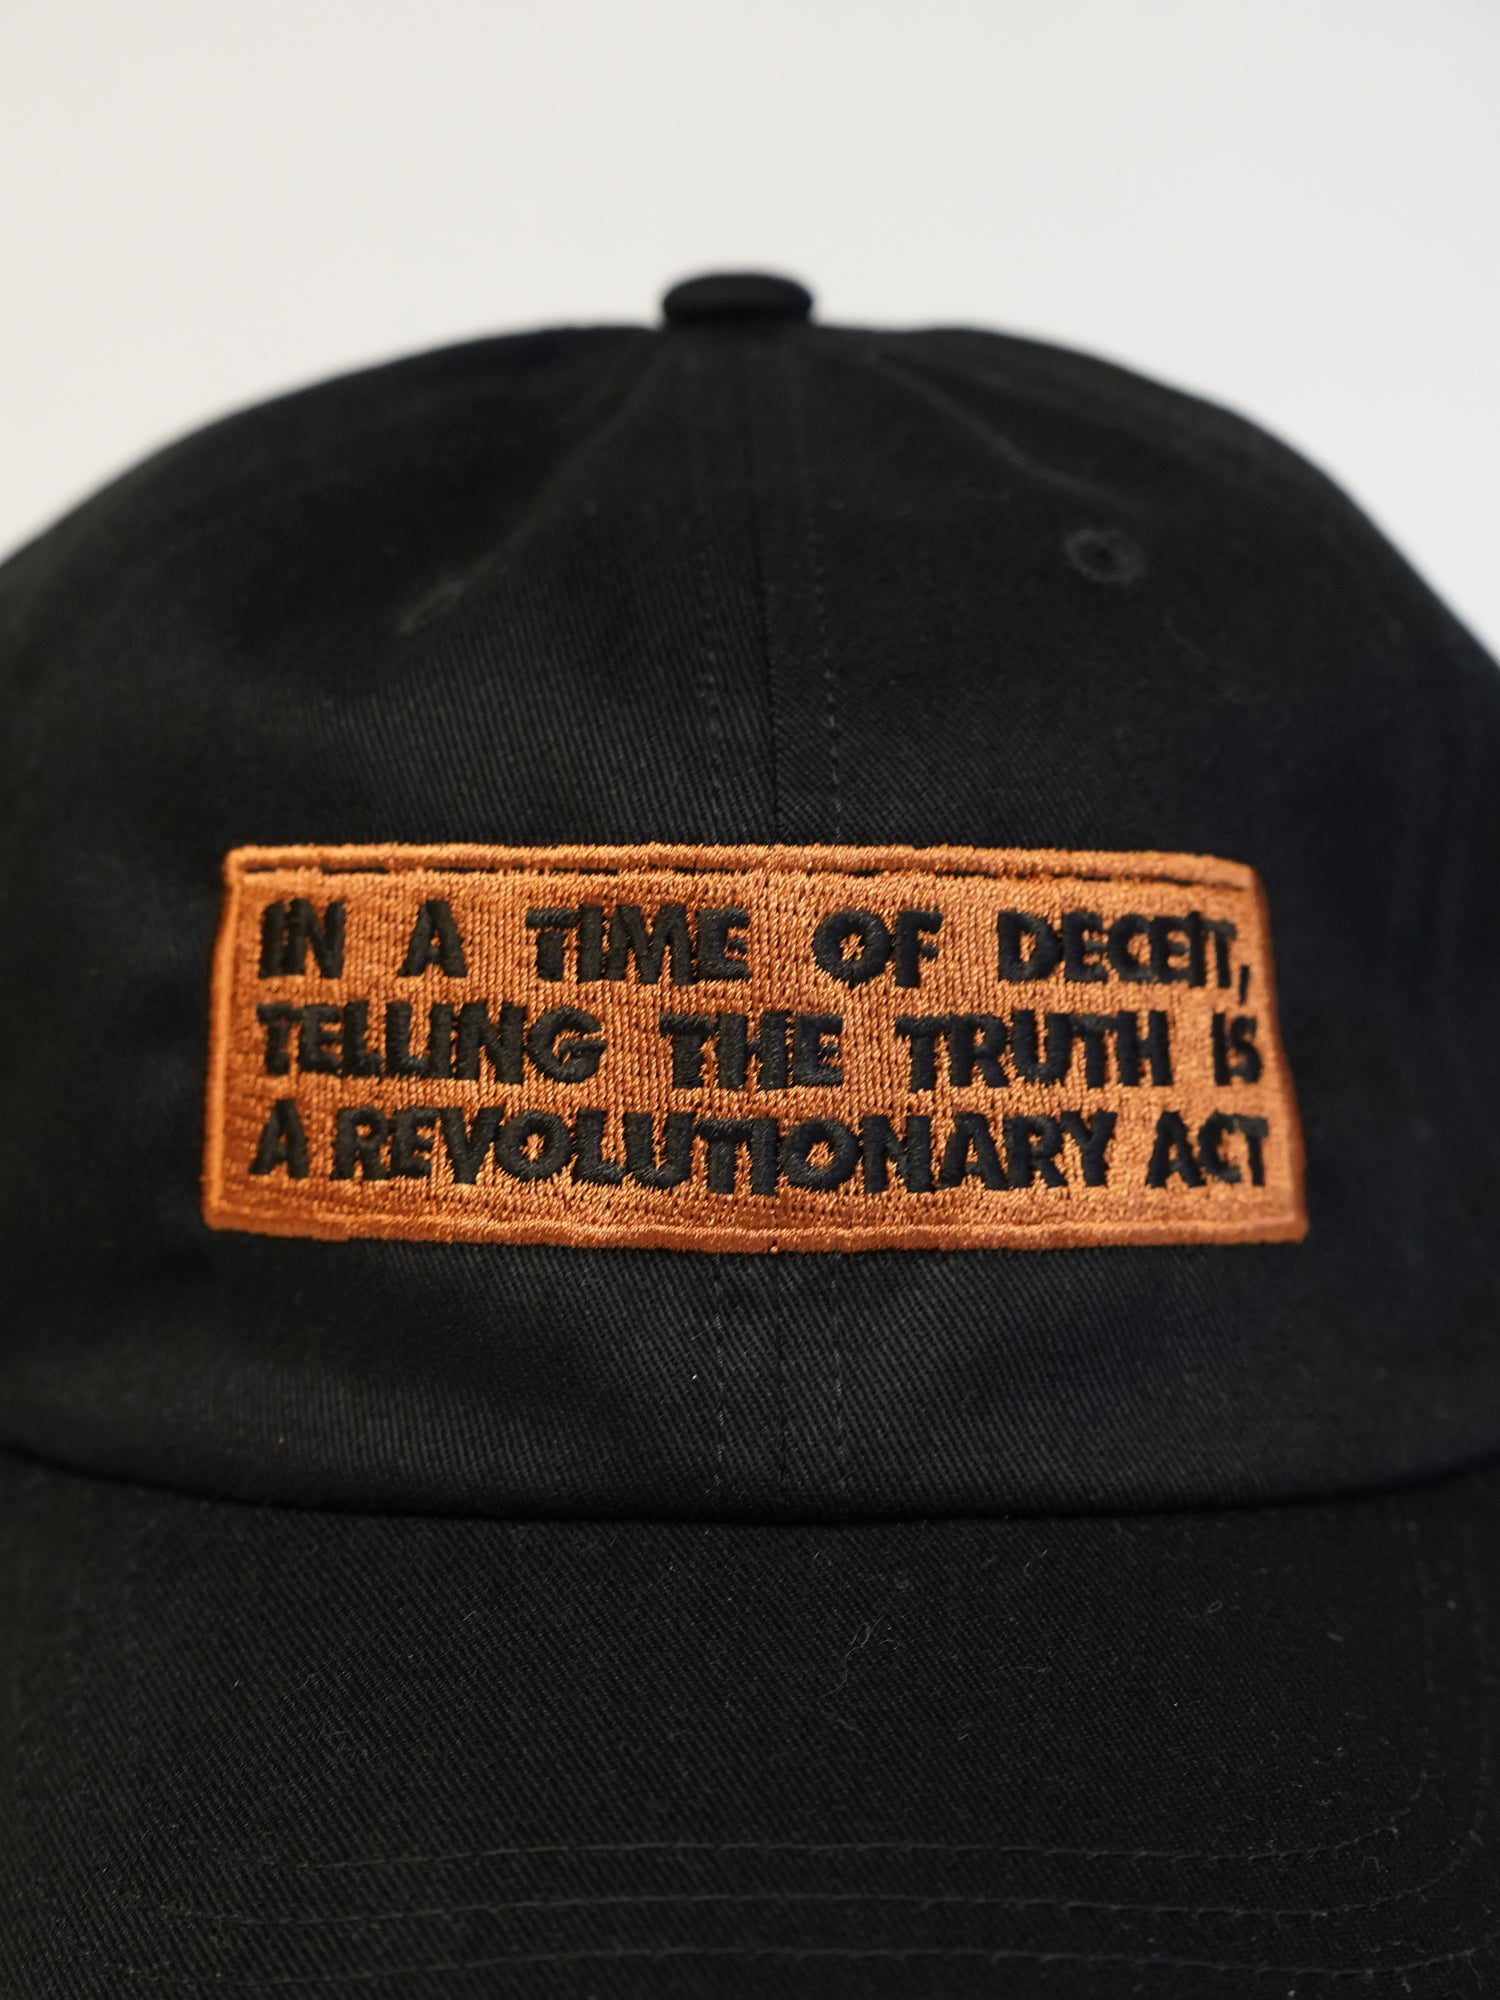 IN A TIME OF DECEIT,
TELLING THE TRUTH IS
A REVOLUTIONARY ACT